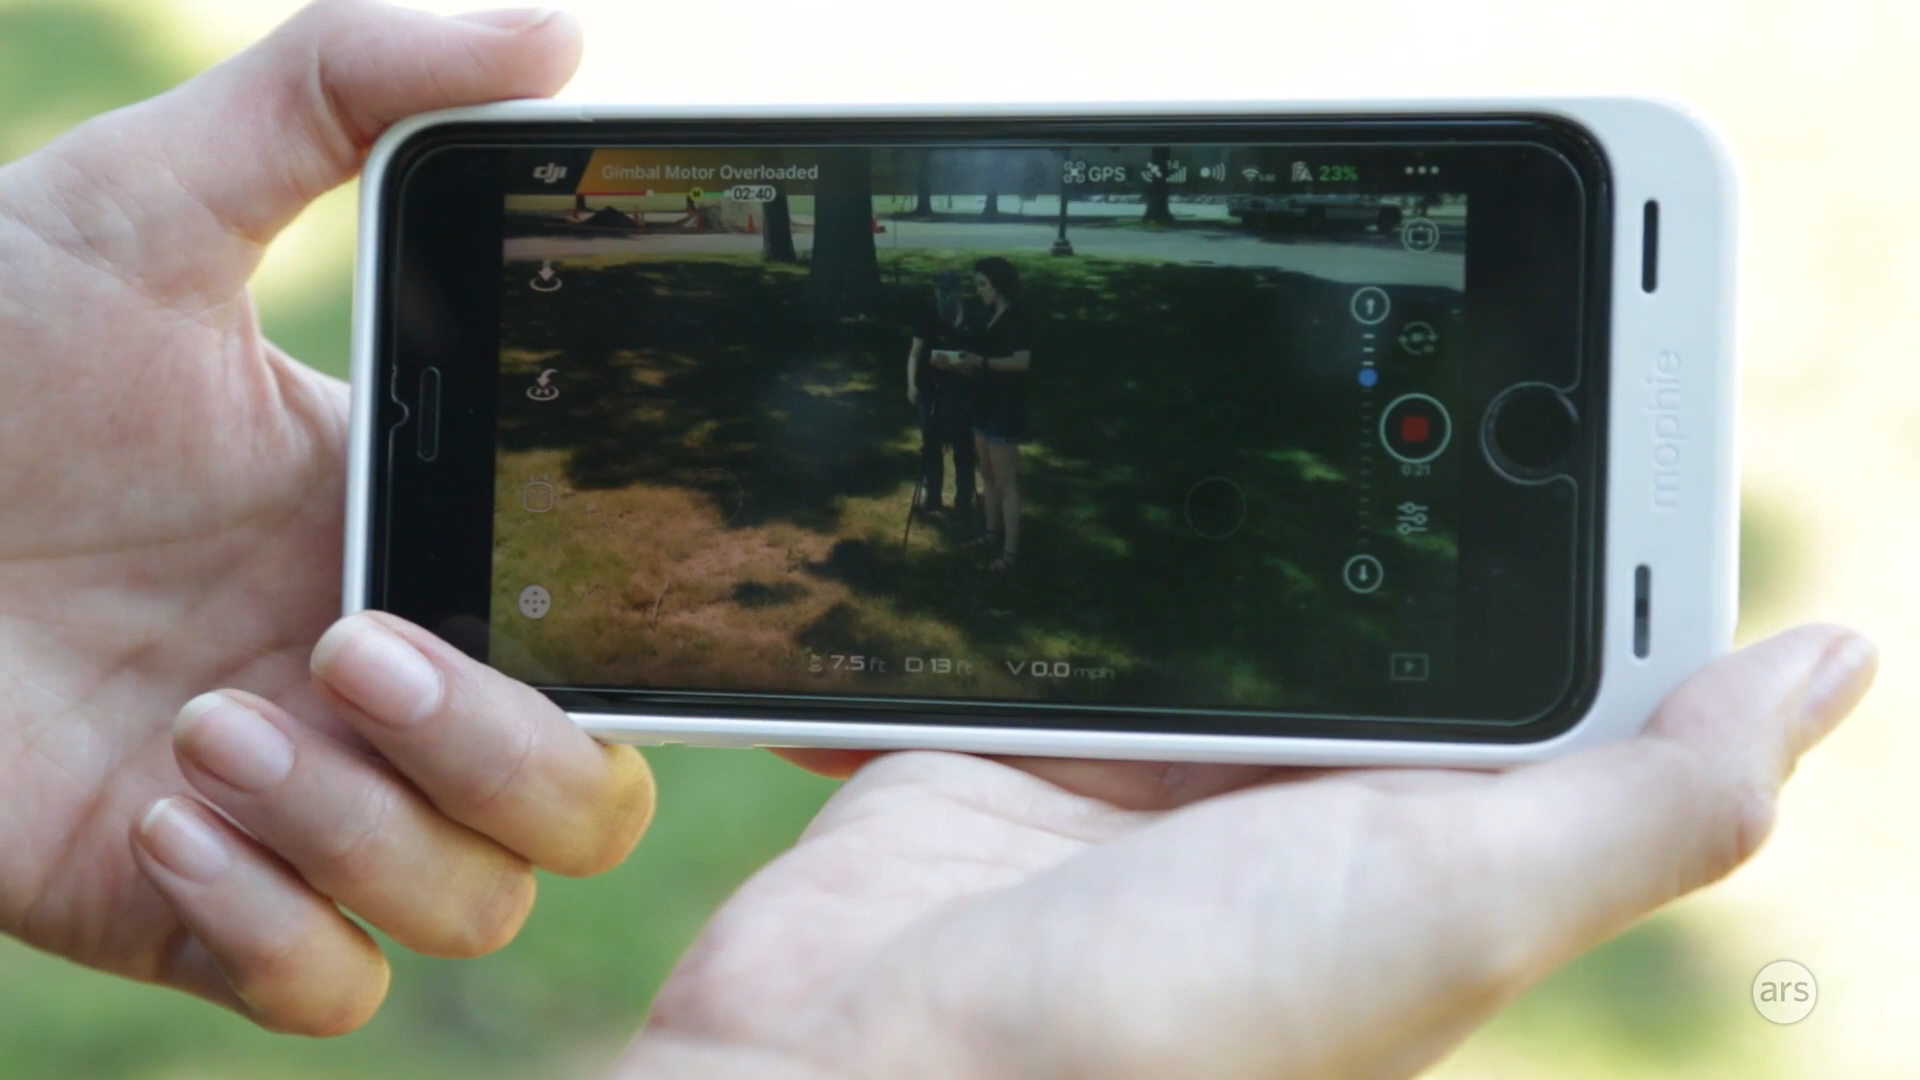 dji Gimbal Motor Overloaded GPS 14 23%
H 02:40
0:21
7.5 ft D 13 ft V 0.0 mph
mophie
ars